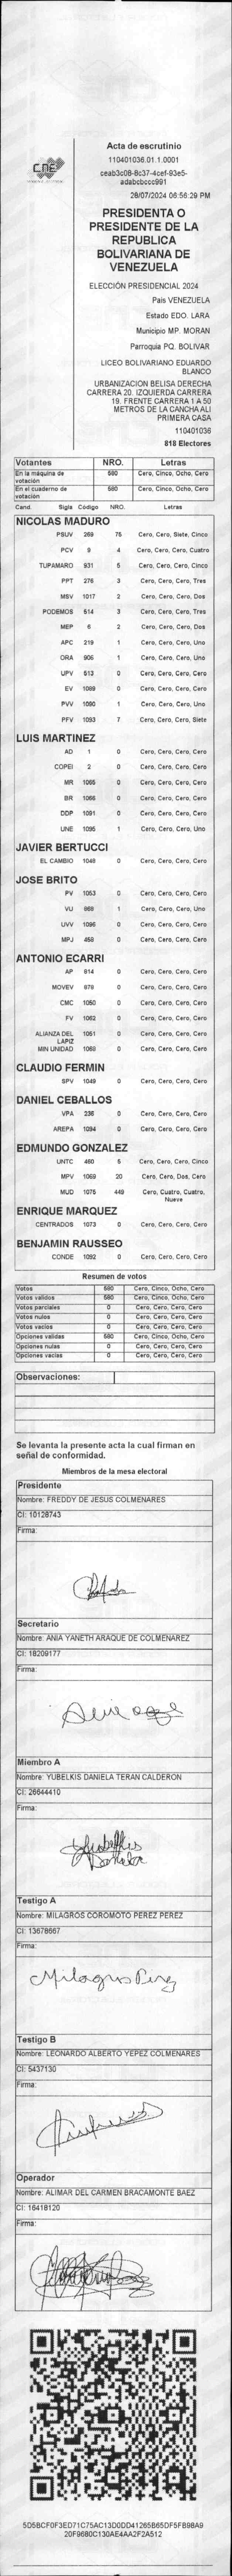 CNE
Acta de escrutinio
110401036.01.1.0001
ceab3c08-8c37-4cef-93e5-
adabcbccc991
28/07/2024 06:56:29 PM
PRESIDENTA O
PRESIDENTE DE LA
REPUBLICA
BOLIVARIANA DE
VENEZUELA
ELECCIÓN PRESIDENCIAL 2024
País VENEZUELA
Estado EDO. LARA
Municipio MP. MORAN
Parroquia PQ. BOLIVAR
LICEO BOLIVARIANO EDUARDO
BLANCO
URBANIZACION BELISA DERECHA
CARRERA 20. IZQUIERDA CARRERA
19. FRENTE CARRERA 1 A 50
METROS DE LA CANCHA ALI
PRIMERA CASA
110401036
818 Electores
Votantes NRO. Letras
En la máquina de votación 580 Cero, Cinco, Ocho, Cero
En el cuaderno de votación 580 Cero, Cinco, Ocho, Cero
Cand. Sigla Código NRO. Letras
NICOLAS MADURO
PSUV 269 75 Cero, Cero, Siete, Cinco
PCV 9 4 Cero, Cero, Cero, Cuatro
TUPAMARO 931 5 Cero, Cero, Cero, Cinco
PPT 276 3 Cero, Cero, Cero, Tres
MSV 1017 2 Cero, Cero, Cero, Dos
PODEMOS 514 3 Cero, Cero, Cero, Tres
MEP 6 2 Cero, Cero, Cero, Dos
APC 219 1 Cero, Cero, Cero, Uno
ORA 906 1 Cero, Cero, Cero, Uno
UPV 613 0 Cero, Cero, Cero, Cero
EV 1089 0 Cero, Cero, Cero, Cero
PVV 1090 1 Cero, Cero, Cero, Uno
PFV 1093 7 Cero, Cero, Cero, Siete
LUIS MARTINEZ
AD 1 0 Cero, Cero, Cero, Cero
COPEI 2 0 Cero, Cero, Cero, Cero
MR 1065 0 Cero, Cero, Cero, Cero
BR 1066 0 Cero, Cero, Cero, Cero
DDP 1091 0 Cero, Cero, Cero, Cero
UNE 1095 1 Cero, Cero, Cero, Uno
JAVIER BERTUCCI
EL CAMBIO 1048 0 Cero, Cero, Cero, Cero
JOSE BRITO
PV 1053 0 Cero, Cero, Cero, Cero
VU 868 1 Cero, Cero, Cero, Uno
UVV 1096 0 Cero, Cero, Cero, Cero
MPJ 458 0 Cero, Cero, Cero, Cero
ANTONIO ECARRI
AP 814 0 Cero, Cero, Cero, Cero
MOVEV 979 0 Cero, Cero, Cero, Cero
CMC 1050 0 Cero, Cero, Cero, Cero
FV 1062 0 Cero, Cero, Cero, Cero
ALIANZA DEL LAPIZ 1051 0 Cero, Cero, Cero, Cero
MIN UNIDAD 1068 0 Cero, Cero, Cero, Cero
CLAUDIO FERMIN
SPV 1049 0 Cero, Cero, Cero, Cero
DANIEL CEBALLOS
VPA 236 0 Cero, Cero, Cero, Cero
AREPA 1094 0 Cero, Cero, Cero, Cero
EDMUNDO GONZALEZ
UNTC 460 5 Cero, Cero, Cero, Cinco
MPV 1069 20 Cero, Cero, Dos, Cero
MUD 1075 449 Cero, Cuatro, Cuatro, Nueve
ENRIQUE MARQUEZ
CENTRADOS 1073 0 Cero, Cero, Cero, Cero
BENJAMIN RAUSSEO
CONDE 1092 0 Cero, Cero, Cero, Cero
Resumen de votos
Votos 580 Cero, Cinco, Ocho, Cero
Votos validos 580 Cero, Cinco, Ocho, Cero
Votos parciales 0 Cero, Cero, Cero, Cero
Votos nulos 0 Cero, Cero, Cero, Cero
Votos vacios 0 Cero, Cero, Cero, Cero
Opciones validas 580 Cero, Cinco, Ocho, Cero
Opciones nulas 0 Cero, Cero, Cero, Cero
Opciones vacias 0 Cero, Cero, Cero, Cero
Observaciones:
Se levanta la presente acta la cual firman en
señal de conformidad.
Miembros de la mesa electoral
Presidente
Nombre: FREDDY DE JESUS COLMENARES
CI: 10128743
Firma:
Secretario
Nombre: ANIA YANETH ARAQUE DE COLMENAREZ
CI: 18209177
Firma:
Miembro A
Nombre: YUBELKIS DANIELA TERAN CALDERON
CI: 26644410
Firma:
Yubelkis
Testigo A
Nombre: MILAGROS COROMOTO PEREZ PEREZ
CI: 13678667
Firma:
Milagros Perez
Testigo B
Nombre: LEONARDO ALBERTO YEPEZ COLMENARES
CI: 5437130
Firma:
Operador
Nombre: ALIMAR DEL CARMEN BRACAMONTE BAEZ
CI: 16418120
Firma:
5D5BCF0F3ED71C75AC13D0DD41265B65DF5FB98A9
20F9680C130AE4AA2F2A512